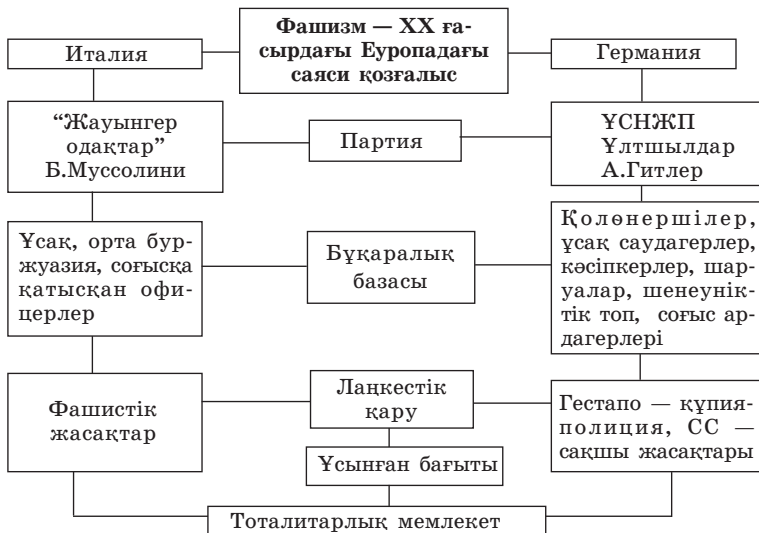 Фашизм — ХХ ға-
сырдағы Еуропадағы
саяси қозғалыс
Италия
Германия
“Жауынгер
одақтар”
Б.Муссолини
Партия
ҰСНЖП
Ұлтшылдар
А.Гитлер
Ұсақ, орта бур-
жуазия, соғысқа
қатысқан офи-
церлер
Бұқаралық
базасы
Қолөнершілер,
ұсақ саудагерлер,
кәсіпкерлер, шар-
уалар, шенеунік-
тік топ, соғыс ар-
дагерлері
Фашистік
жасақтар
Лаңкестік
қару
Гестапо — құпия-
полиция, СС —
сақшы жасақтары
Ұсынған бағыты
Тоталитарлық мемлекет